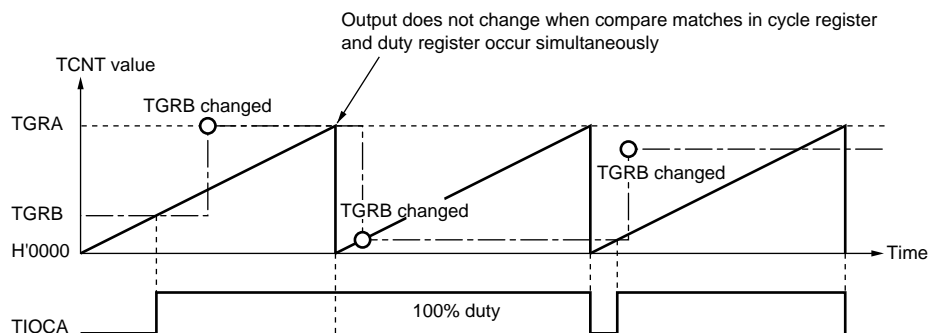 Output does not change when compare matches in cycle register
and duty register occur simultaneously
TCNT value
TGRB changed
TGRA
TGRB changed
TGRB
TGRB changed
H'0000
Time
100% duty
TIOCA